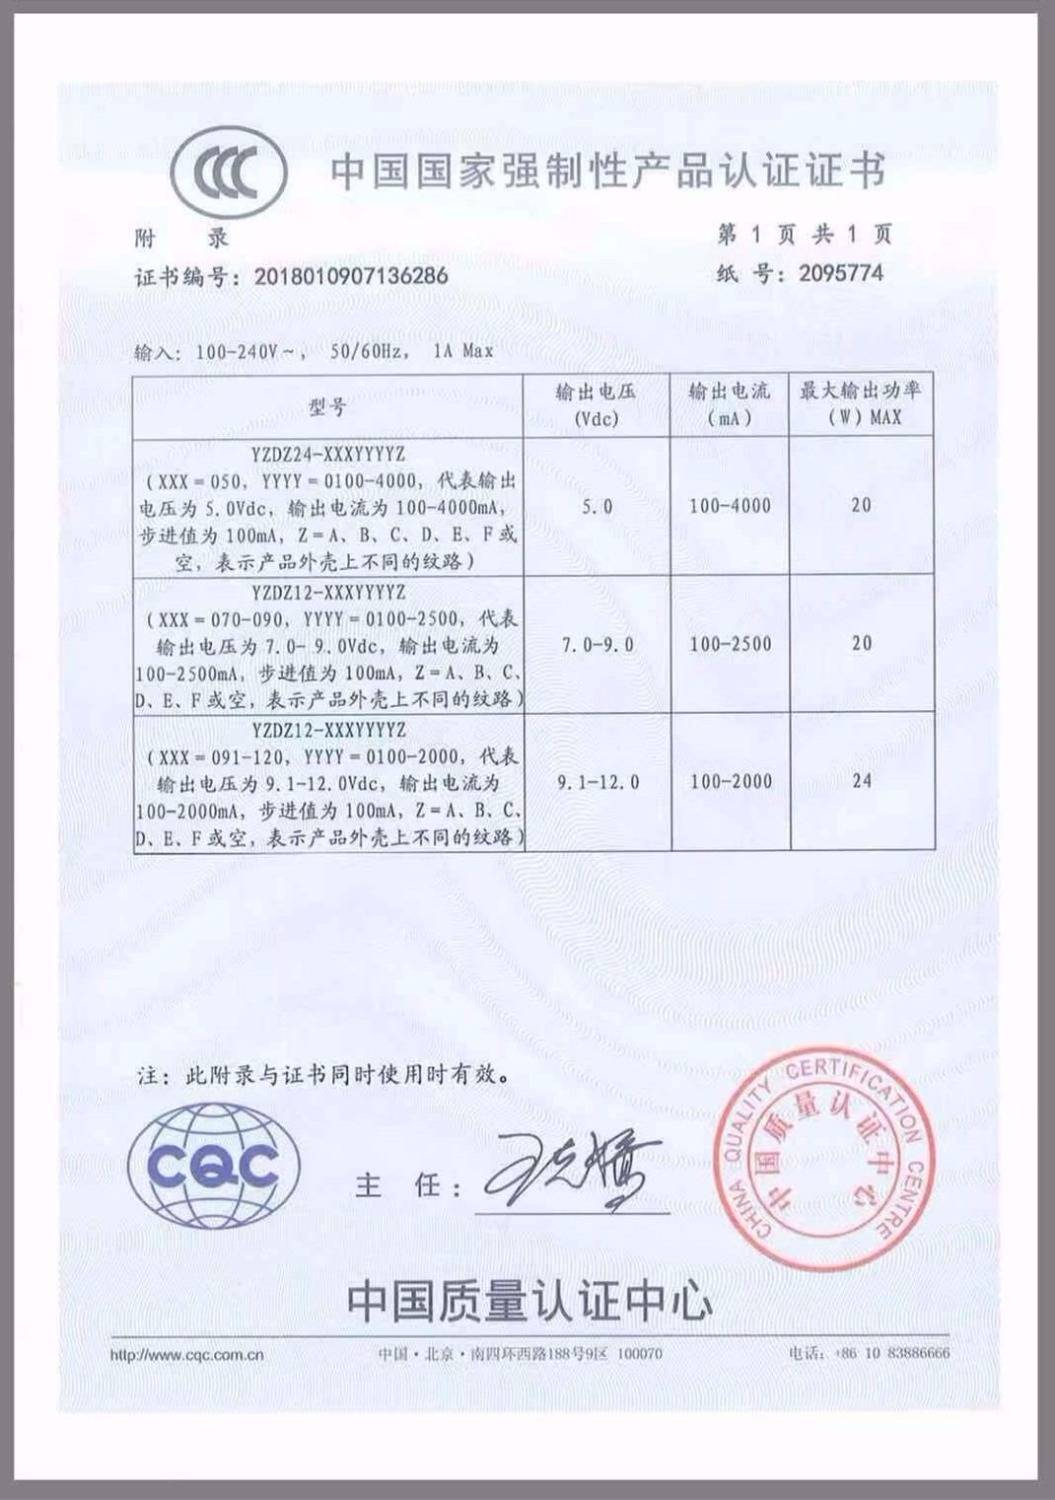 CCC
中国国家强制性产品认证证书
附 录
第 1 页 共 1 页
证书编号：2018010907136286
纸 号：2095774
输入：100-240V～， 50/60Hz， 1A Max
型号
输出电压
(Vdc)
输出电流
(mA)
最大输出功率
(W) MAX
YZDZ24-XXXYYYYZ
(XXX＝050，YYYY＝0100-4000，代表输出
电压为 5.0Vdc，输出电流为 100-4000mA，
步进值为 100mA，Z＝A、B、C、D、E、F 或
空，表示产品外壳上不同的纹路)
5.0
100-4000
20
YZDZ12-XXXYYYYZ
(XXX＝070-090，YYYY＝0100-2500，代表
输出电压为 7.0- 9.0Vdc，输出电流为
100-2500mA，步进值为 100mA，Z＝A、B、C、
D、E、F 或空，表示产品外壳上不同的纹路)
7.0-9.0
100-2500
20
YZDZ12-XXXYYYYZ
(XXX＝091-120，YYYY＝0100-2000，代表
输出电压为 9.1-12.0Vdc，输出电流为
100-2000mA，步进值为 100mA，Z＝A、B、C、
D、E、F 或空，表示产品外壳上不同的纹路)
9.1-12.0
100-2000
24
注：此附录与证书同时使用时有效。
CQC
主 任：
CHINA QUALITY CERTIFICATION CENTRE
中国质量认证中心
中国质量认证中心
http://www.cqc.com.cn
中国・北京・南四环西路188号9区 100070
电话：+86 10 83886666